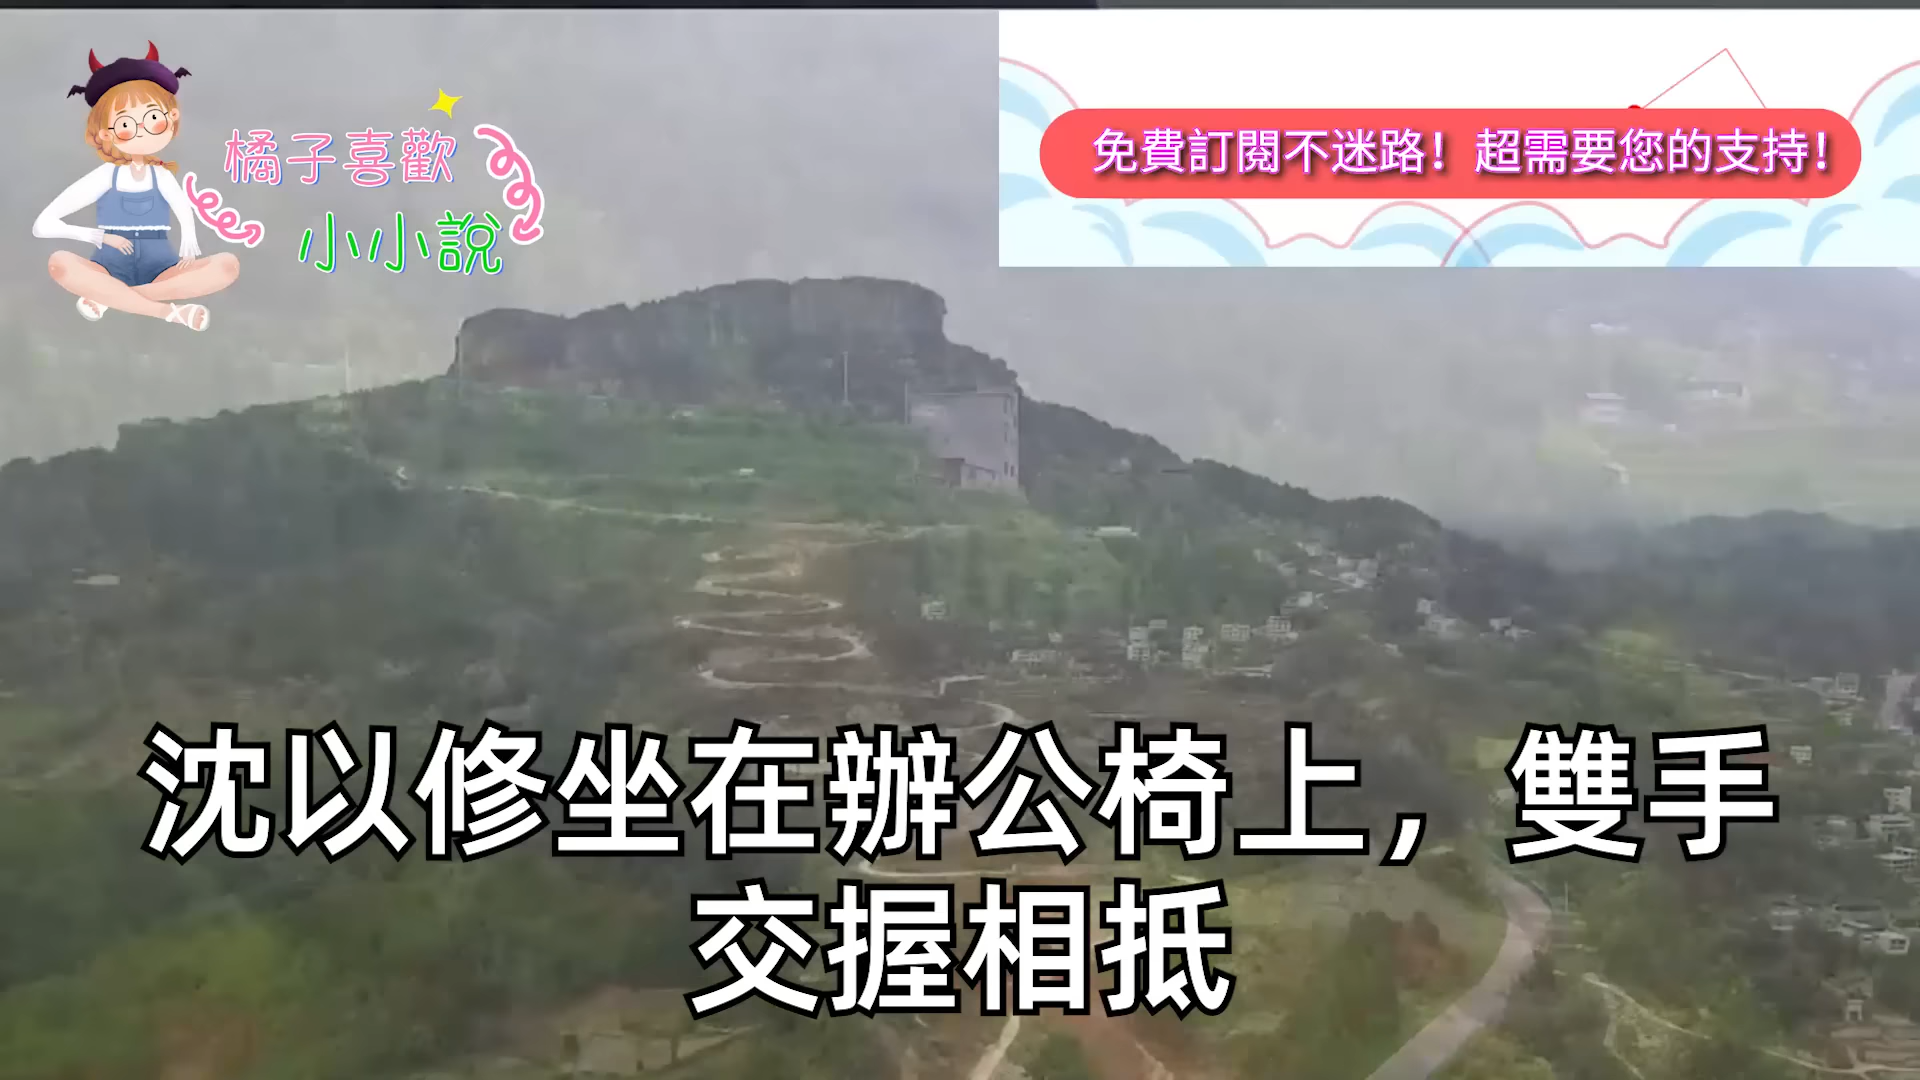 橘子喜歡
小小說
免費訂閱不迷路！超需要您的支持！
沈以修坐在辦公椅上，雙手
交握相抵